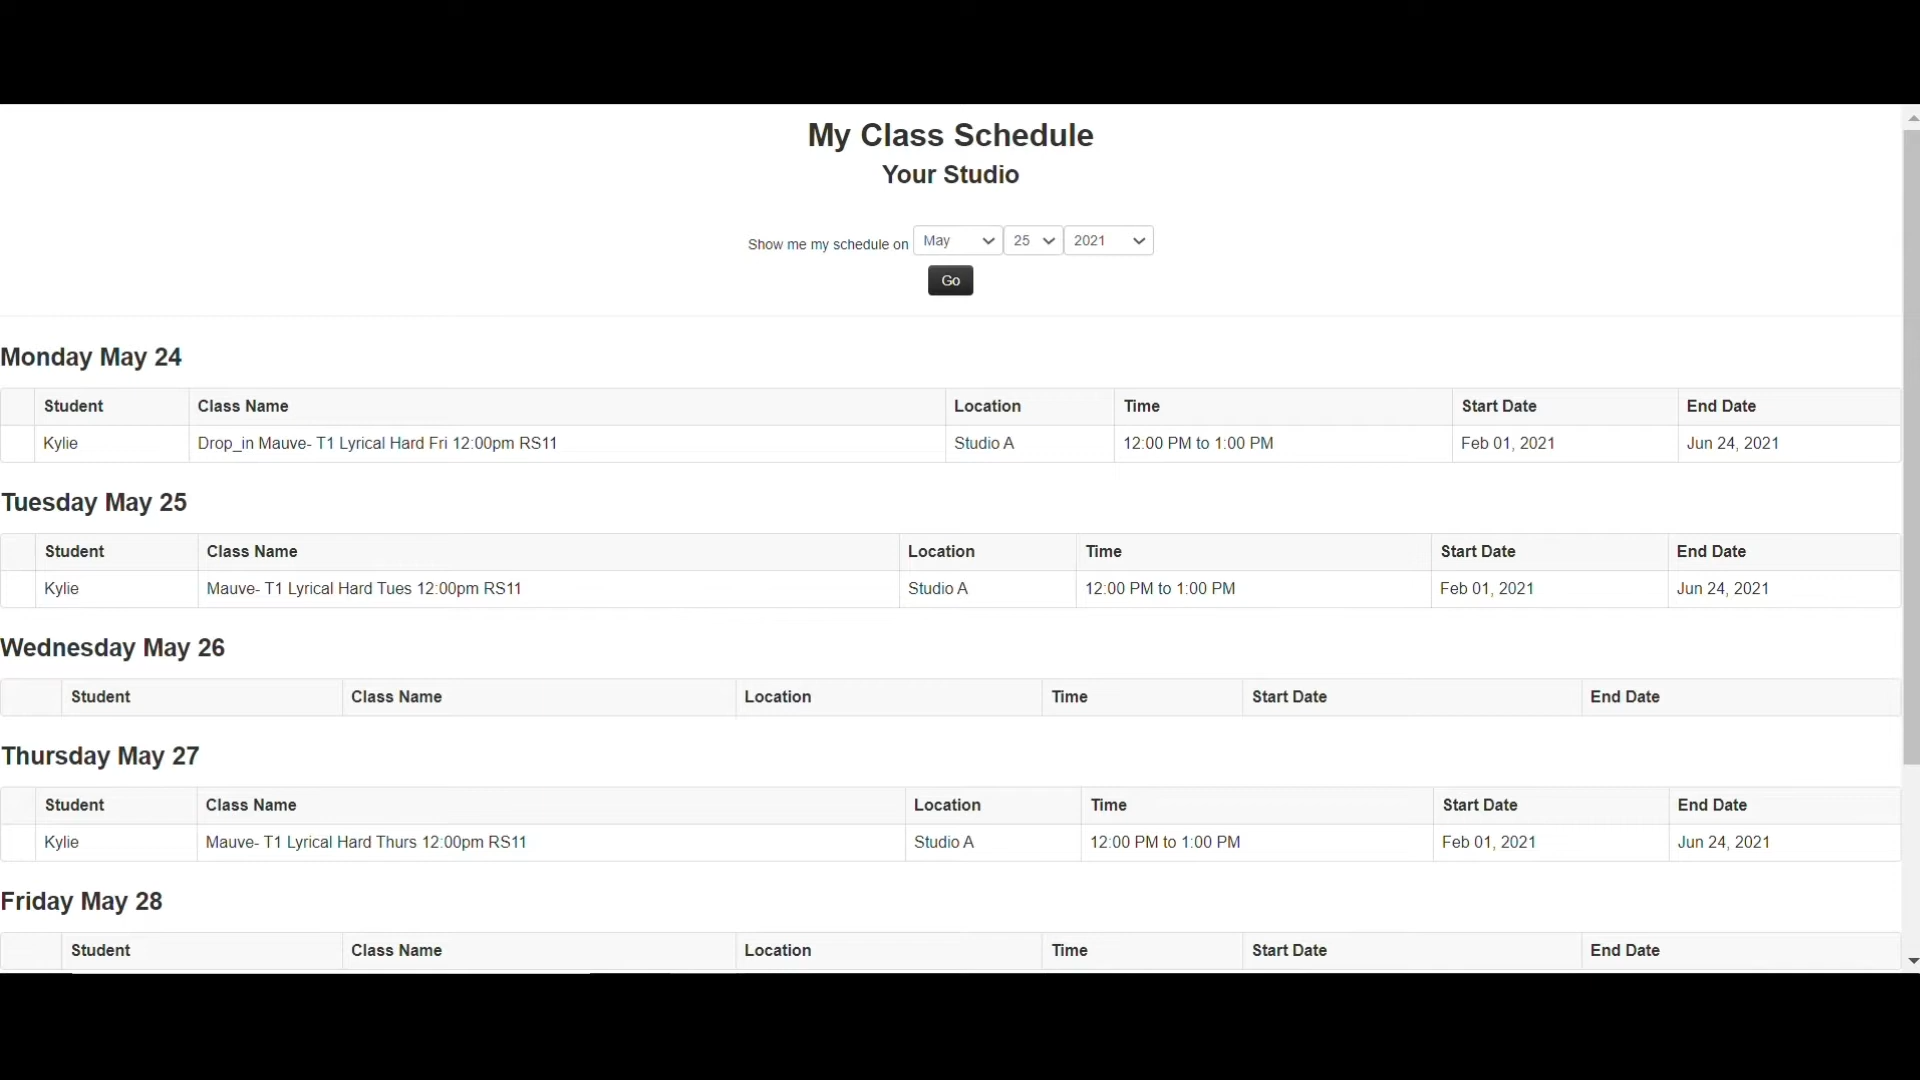 My Class Schedule
Your Studio
Show me my schedule on May 25 2021
Go
Monday May 24
Student Class Name Location Time Start Date End Date
Kylie Drop_in Mauve- T1 Lyrical Hard Fri 12:00pm RS11 Studio A 12:00 PM to 1:00 PM Feb 01, 2021 Jun 24, 2021
Tuesday May 25
Student Class Name Location Time Start Date End Date
Kylie Mauve- T1 Lyrical Hard Tues 12:00pm RS11 Studio A 12:00 PM to 1:00 PM Feb 01, 2021 Jun 24, 2021
Wednesday May 26
Student Class Name Location Time Start Date End Date
Thursday May 27
Student Class Name Location Time Start Date End Date
Kylie Mauve- T1 Lyrical Hard Thurs 12:00pm RS11 Studio A 12:00 PM to 1:00 PM Feb 01, 2021 Jun 24, 2021
Friday May 28
Student Class Name Location Time Start Date End Date